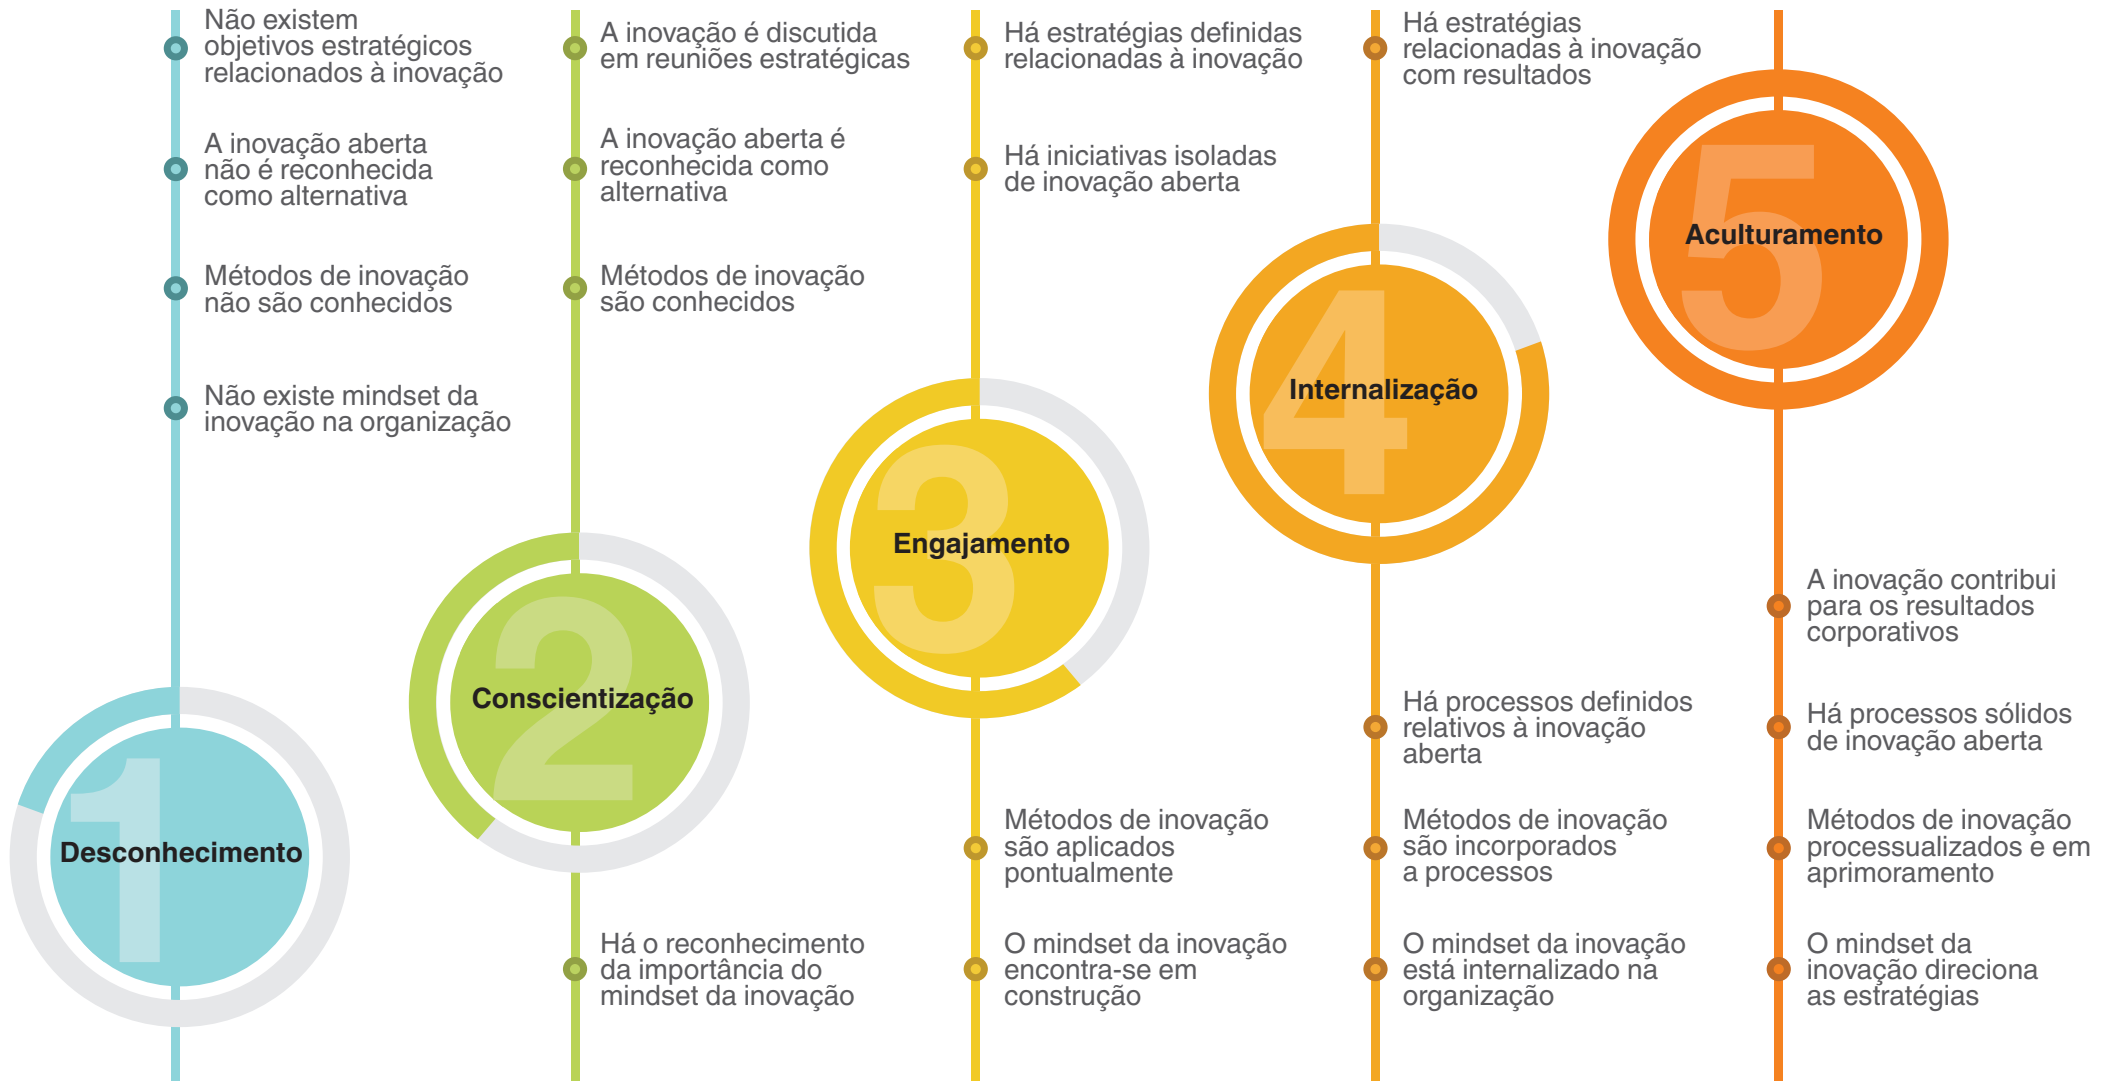 Não existem
objetivos estratégicos
relacionados à inovação
A inovação aberta
não é reconhecida
como alternativa
Métodos de inovação
não são conhecidos
Não existe mindset da
inovação na organização
1
Desconhecimento
A inovação é discutida
em reuniões estratégicas
A inovação aberta é
reconhecida como
alternativa
Métodos de inovação
são conhecidos
2
Conscientização
Há o reconhecimento
da importância do
mindset da inovação
Há estratégias definidas
relacionadas à inovação
Há iniciativas isoladas
de inovação aberta
3
Engajamento
Métodos de inovação
são aplicados
pontualmente
O mindset da inovação
encontra-se em
construção
Há estratégias
relacionadas à inovação
com resultados
4
Internalização
Há processos definidos
relativos à inovação
aberta
Métodos de inovação
são incorporados
a processos
O mindset da inovação
está internalizado na
organização
5
Aculturamento
A inovação contribui
para os resultados
corporativos
Há processos sólidos
de inovação aberta
Métodos de inovação
processualizados e em
aprimoramento
O mindset da
inovação direciona
as estratégias